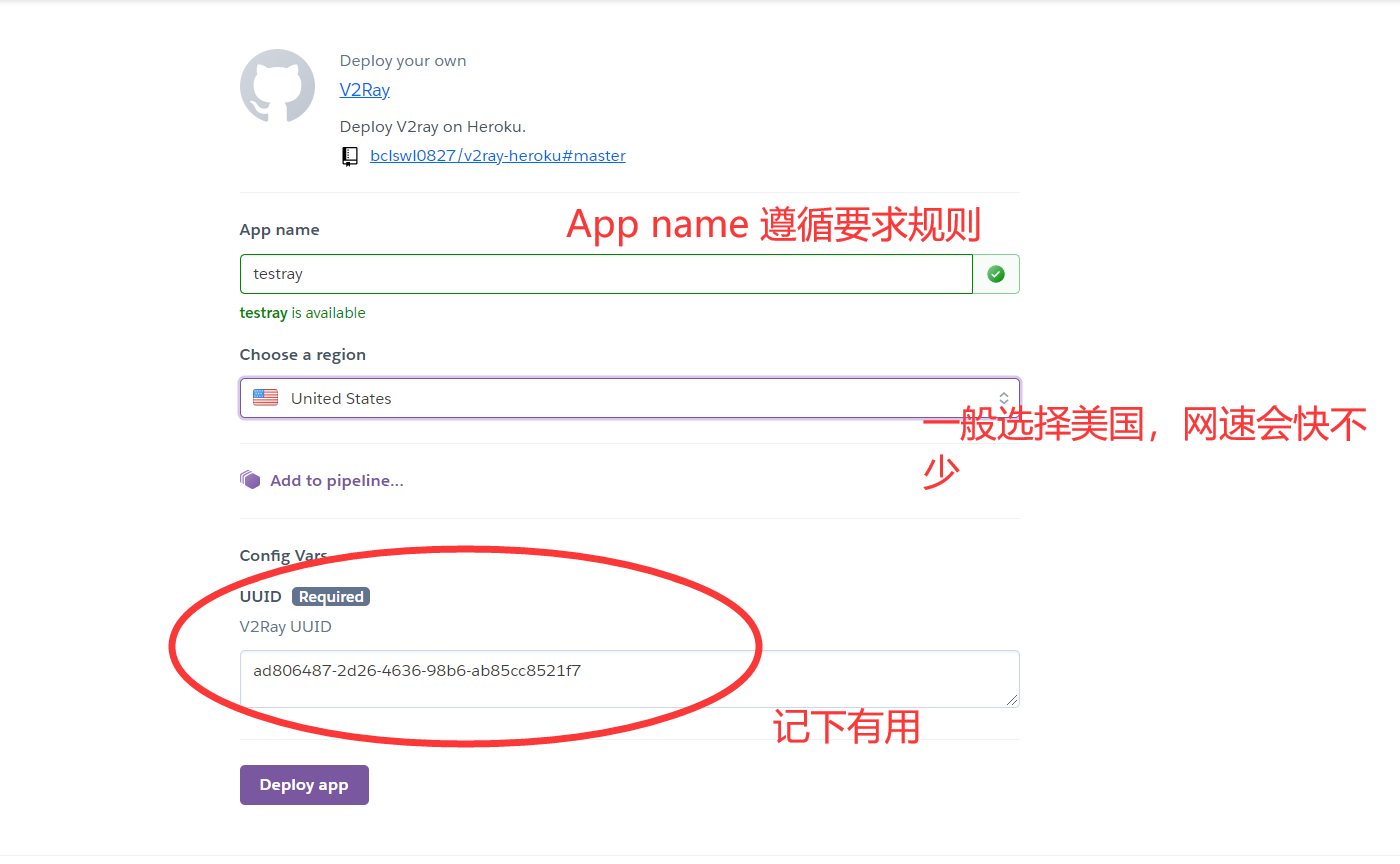 Deploy your own
V2Ray
Deploy V2ray on Heroku.
bclswl0827/v2ray-heroku#master
App name
App name 遵循要求规则
testray
testray is available
Choose a region
United States
一般选择美国，网速会快不
少
Add to pipeline...
Config Vars
UUID Required
V2Ray UUID
ad806487-2d26-4636-98b6-ab85cc8521f7
记下有用
Deploy app